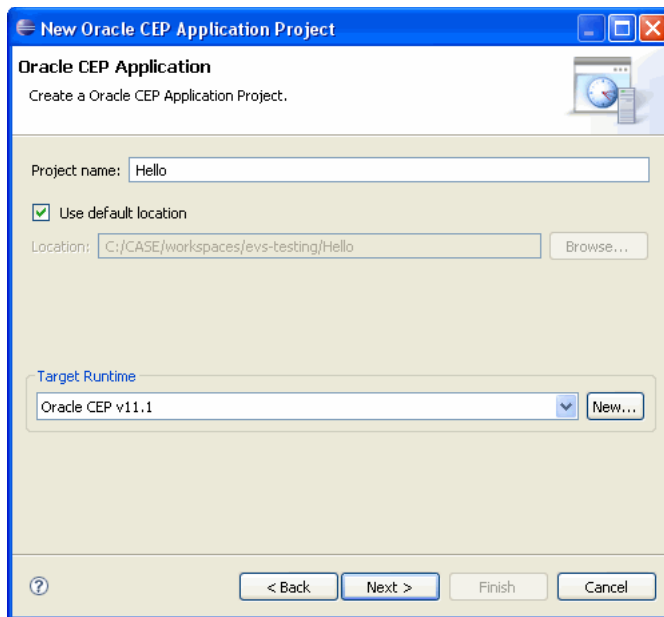 New Oracle CEP Application Project
Oracle CEP Application
Create a Oracle CEP Application Project.
Project name: Hello
Use default location
Location: C:/CASE/workspaces/evs-testing/Hello Browse...
Target Runtime
Oracle CEP v11.1 New...
? < Back Next > Finish Cancel